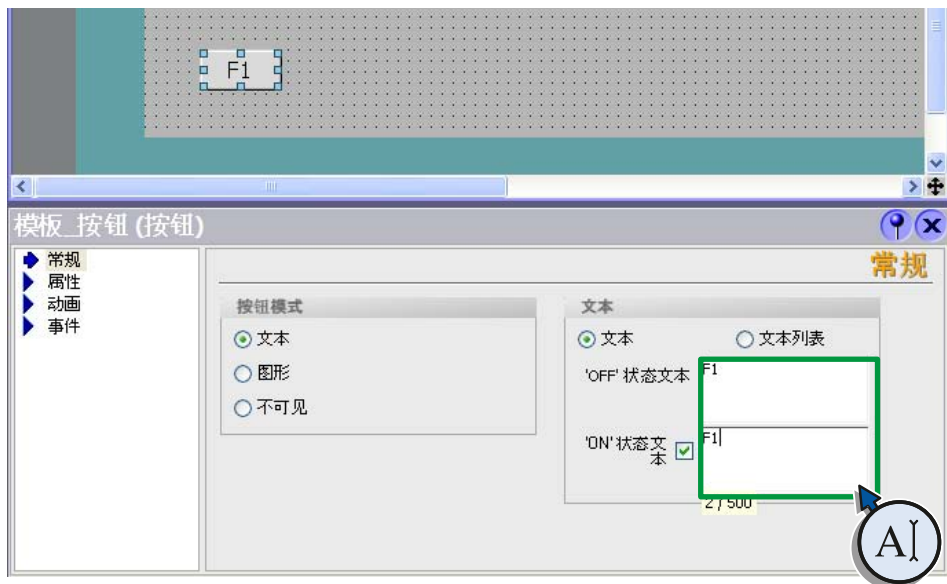 F1
模板_按钮 (按钮)
常规
属性
动画
事件
常规
按钮模式
文本
图形
不可见
文本
文本
文本列表
'OFF' 状态文本
F1
'ON' 状态文本
F1
2 / 500
A